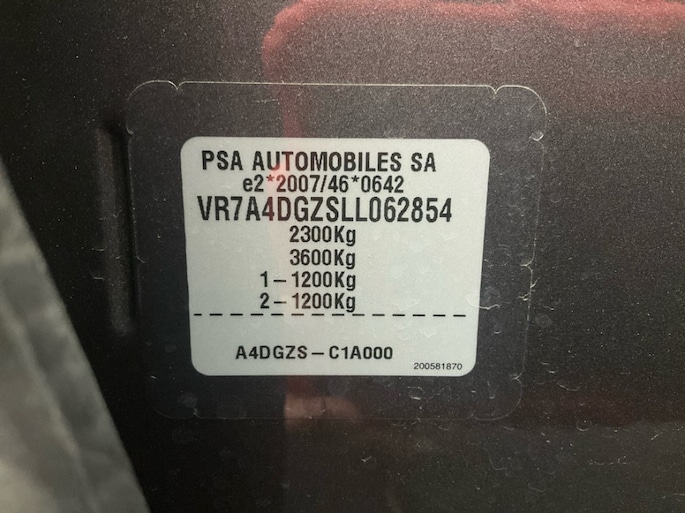 PSA AUTOMOBILES SA
e2*2007/46*0642
VR7A4DGZSLL062854
2300Kg
3600Kg
1-1200Kg
2-1200Kg
A4DGZS-C1A000
200581870